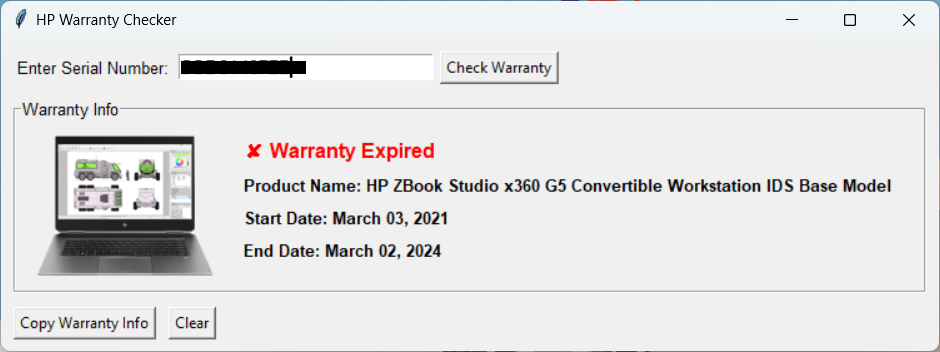 HP Warranty Checker
Enter Serial Number:
Check Warranty
Warranty Info
✘ Warranty Expired
Product Name: HP ZBook Studio x360 G5 Convertible Workstation IDS Base Model
Start Date: March 03, 2021
End Date: March 02, 2024
Copy Warranty Info
Clear